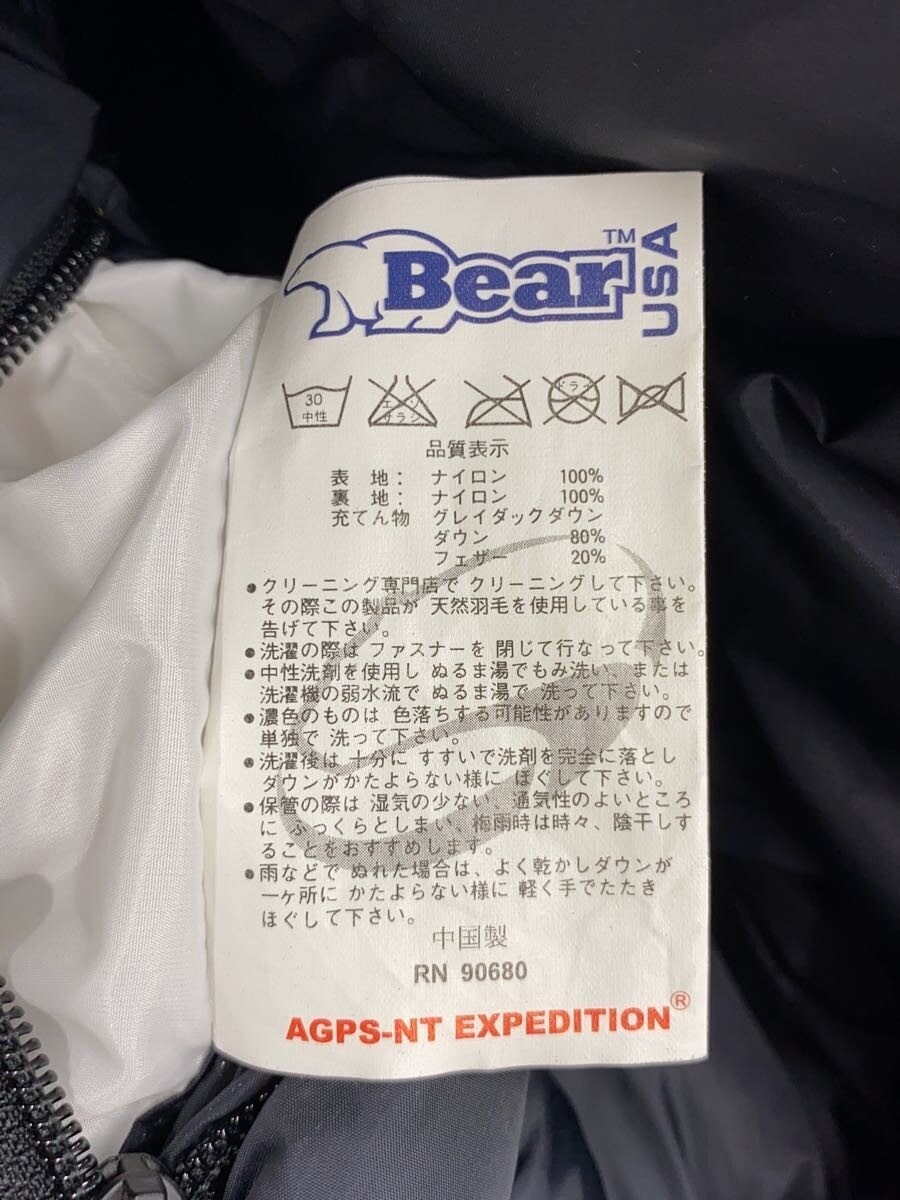 Bear™ USA
30
中性
エンソ
サラシ
ドライ
品質表示
表 地: ナイロン 100%
裏 地: ナイロン 100%
充てん物 グレイダックダウン
ダウン 80%
フェザー 20%
●クリーニング専門店で クリーニングして下さい。
その際この製品が 天然羽毛を使用している事を
告げて下さい。
●洗濯の際は ファスナーを 閉じて行なって下さい。
●中性洗剤を使用し ぬるま湯でもみ洗い、または
洗濯機の弱水流で ぬるま湯で 洗って下さい。
●濃色のものは 色落ちする可能性がありますので
単独で 洗って下さい。
●洗濯後は 十分に すすいで洗剤を完全に落とし
ダウンがかたよらない様に ほぐして下さい。
●保管の際は 湿気の少ない、通気性のよいところ
に ふっくらとしまい、梅雨時は時々、陰干しす
ることをおすすめします。
●雨などで ぬれた場合は、よく乾かしダウンが
一ヶ所に かたよらない様に 軽く手でたたき
ほぐして下さい。
中国製
RN 90680
AGPS-NT EXPEDITION®